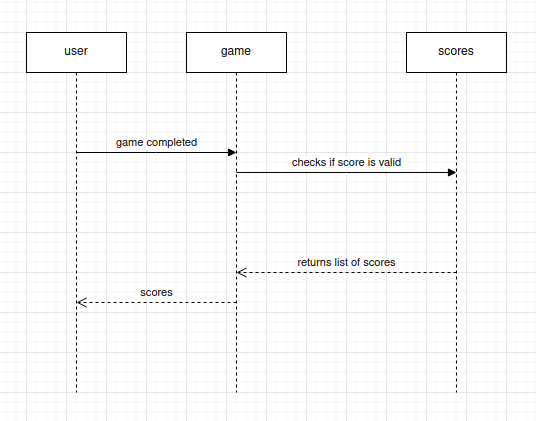 user
game
scores
game completed
checks if score is valid
returns list of scores
scores